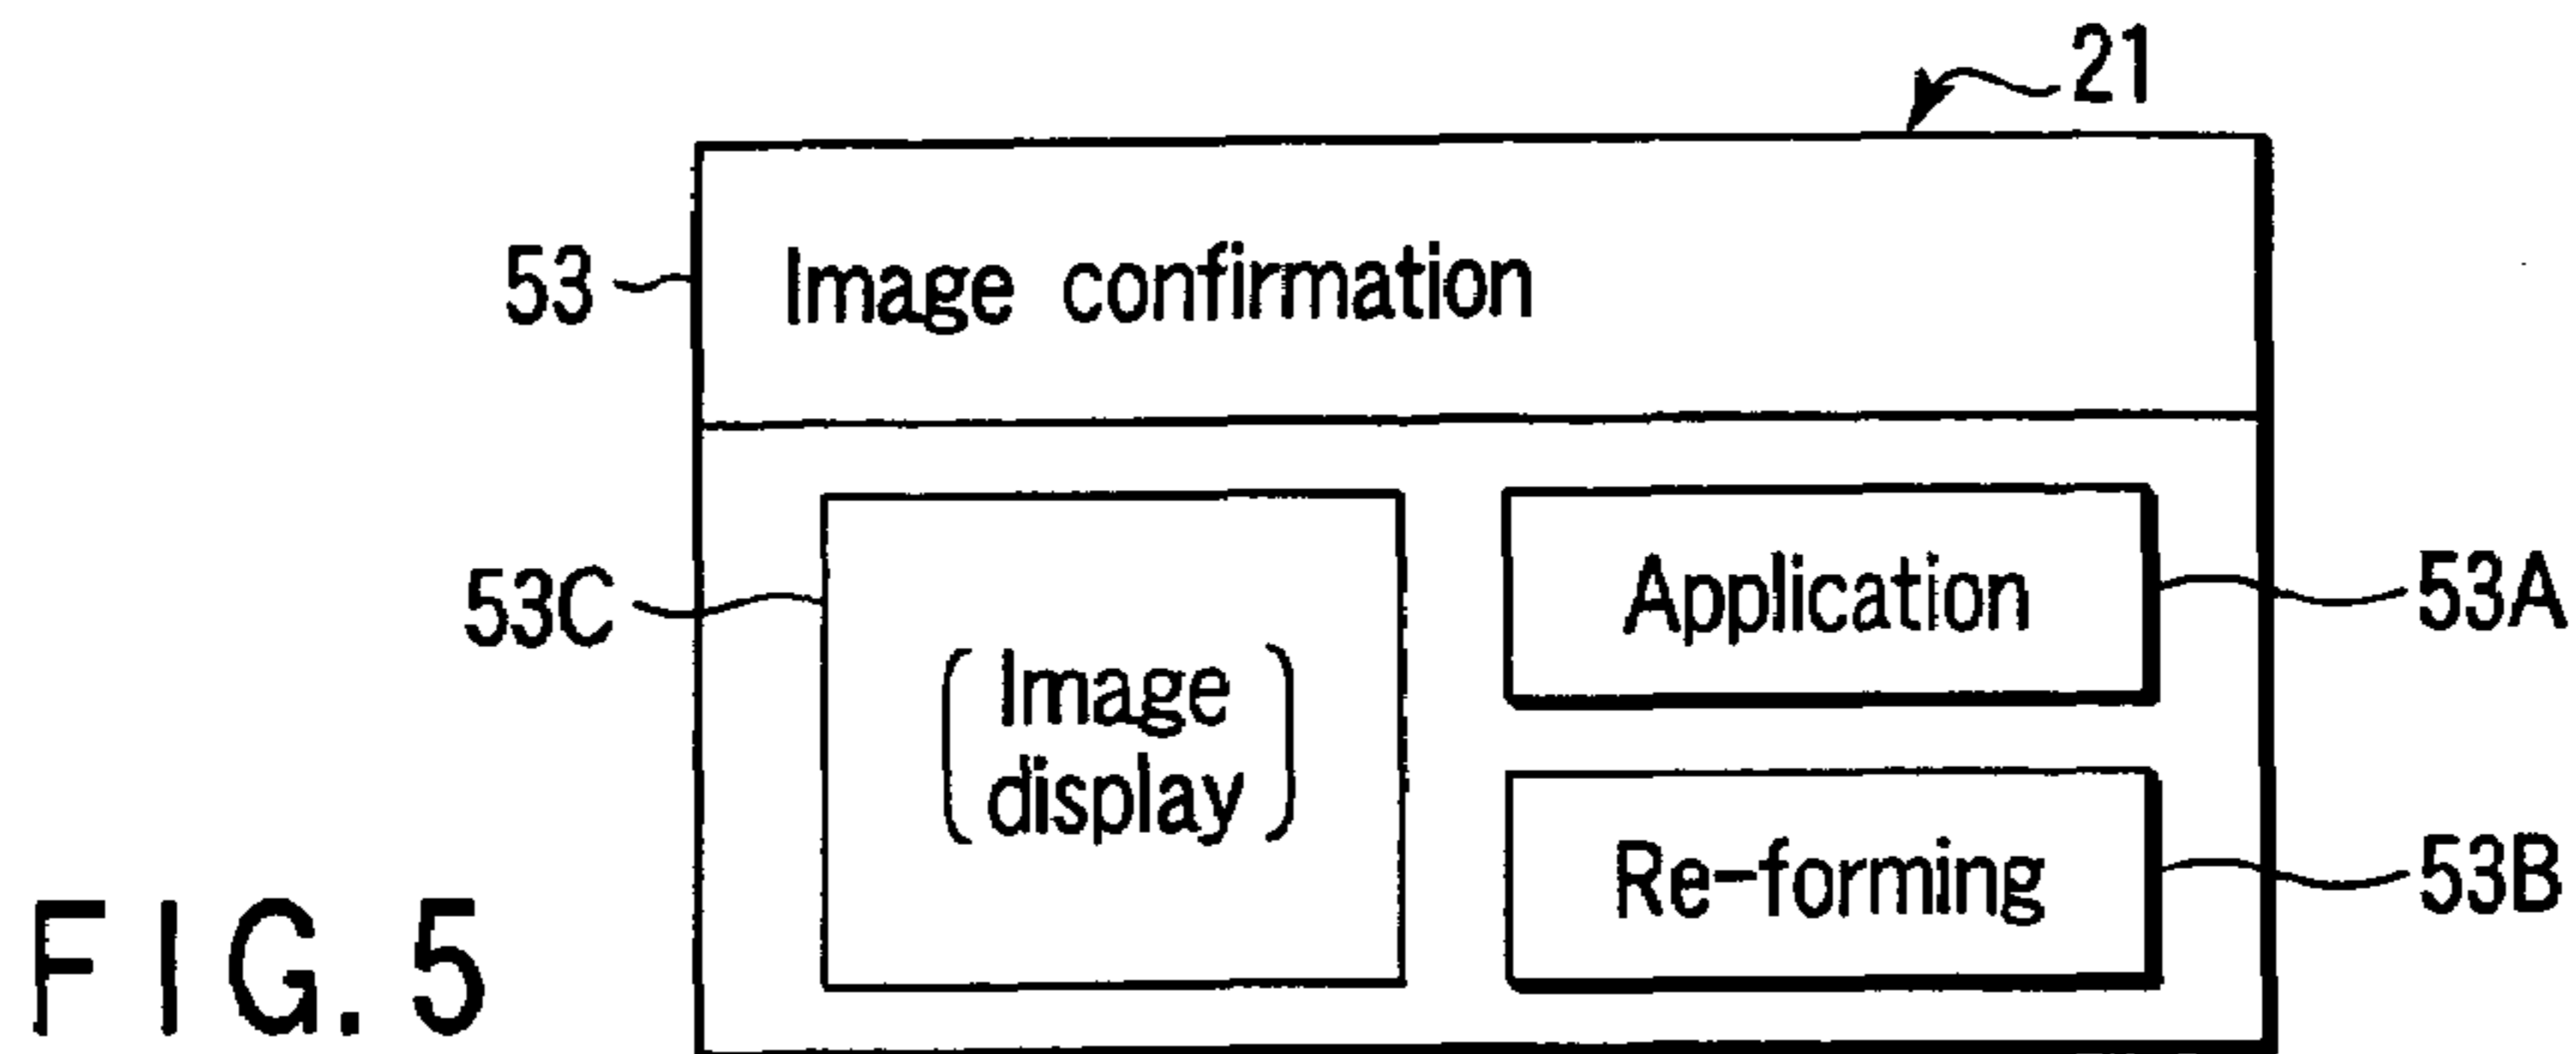 21
53
Image confirmation
53C
Image
display
Application
53A
Re-forming
53B
FIG. 5